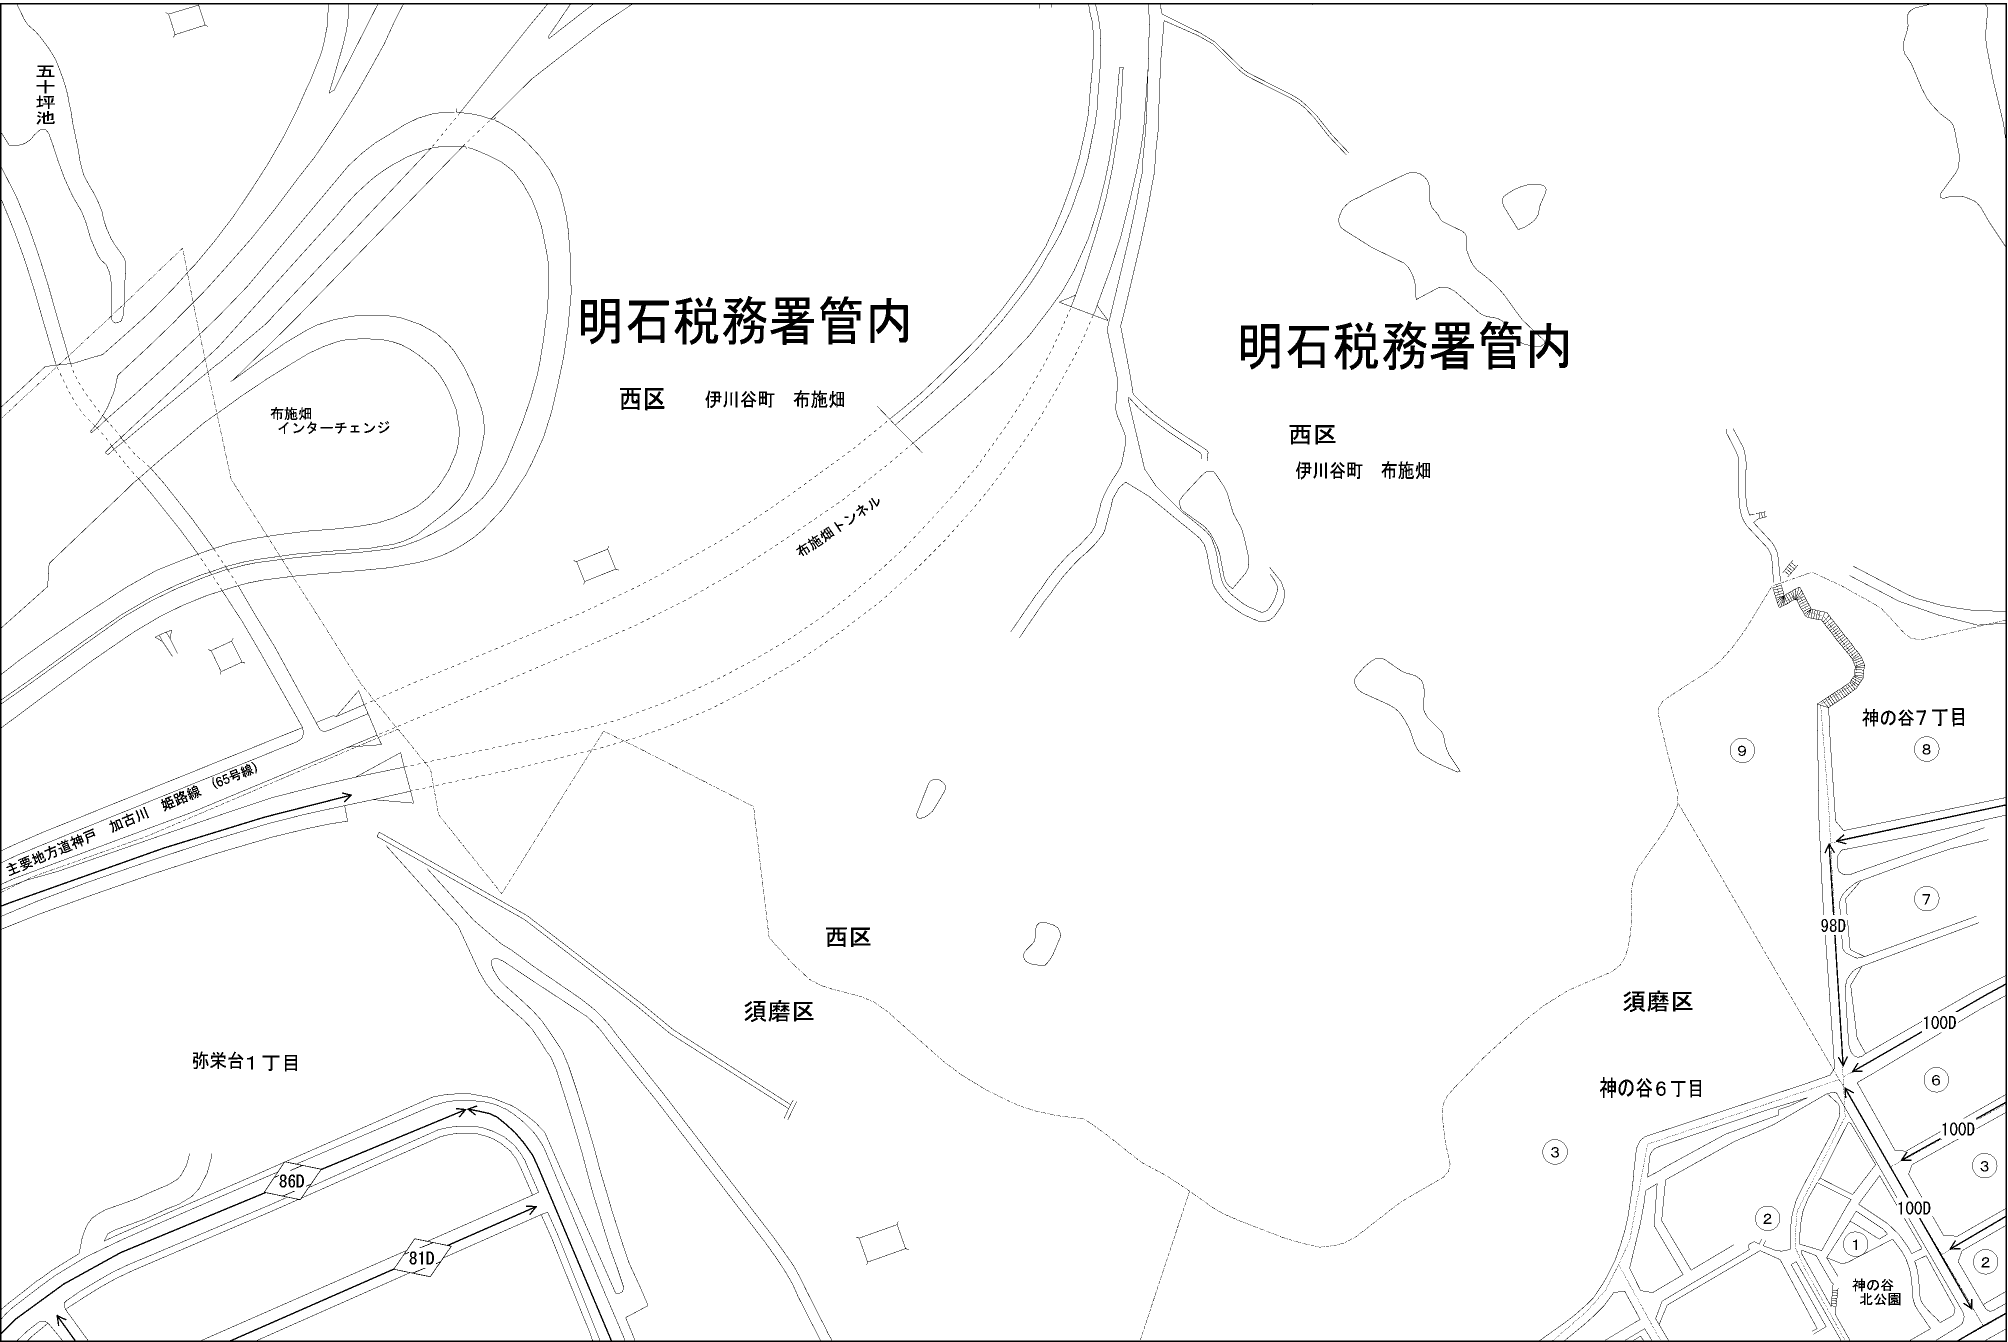 五十坪池
明石税務署管内
明石税務署管内
西区 伊川谷町 布施畑
布施畑
インターチェンジ
西区
伊川谷町 布施畑
布施畑トンネル
神の谷7丁目
9
8
主要地方道神戸 加古川 姫路線 (65号線)
7
98D
西区
須磨区
須磨区
100D
弥栄台1丁目
神の谷6丁目
6
100D
3
3
86D
100D
2
1
81D
2
神の谷
北公園